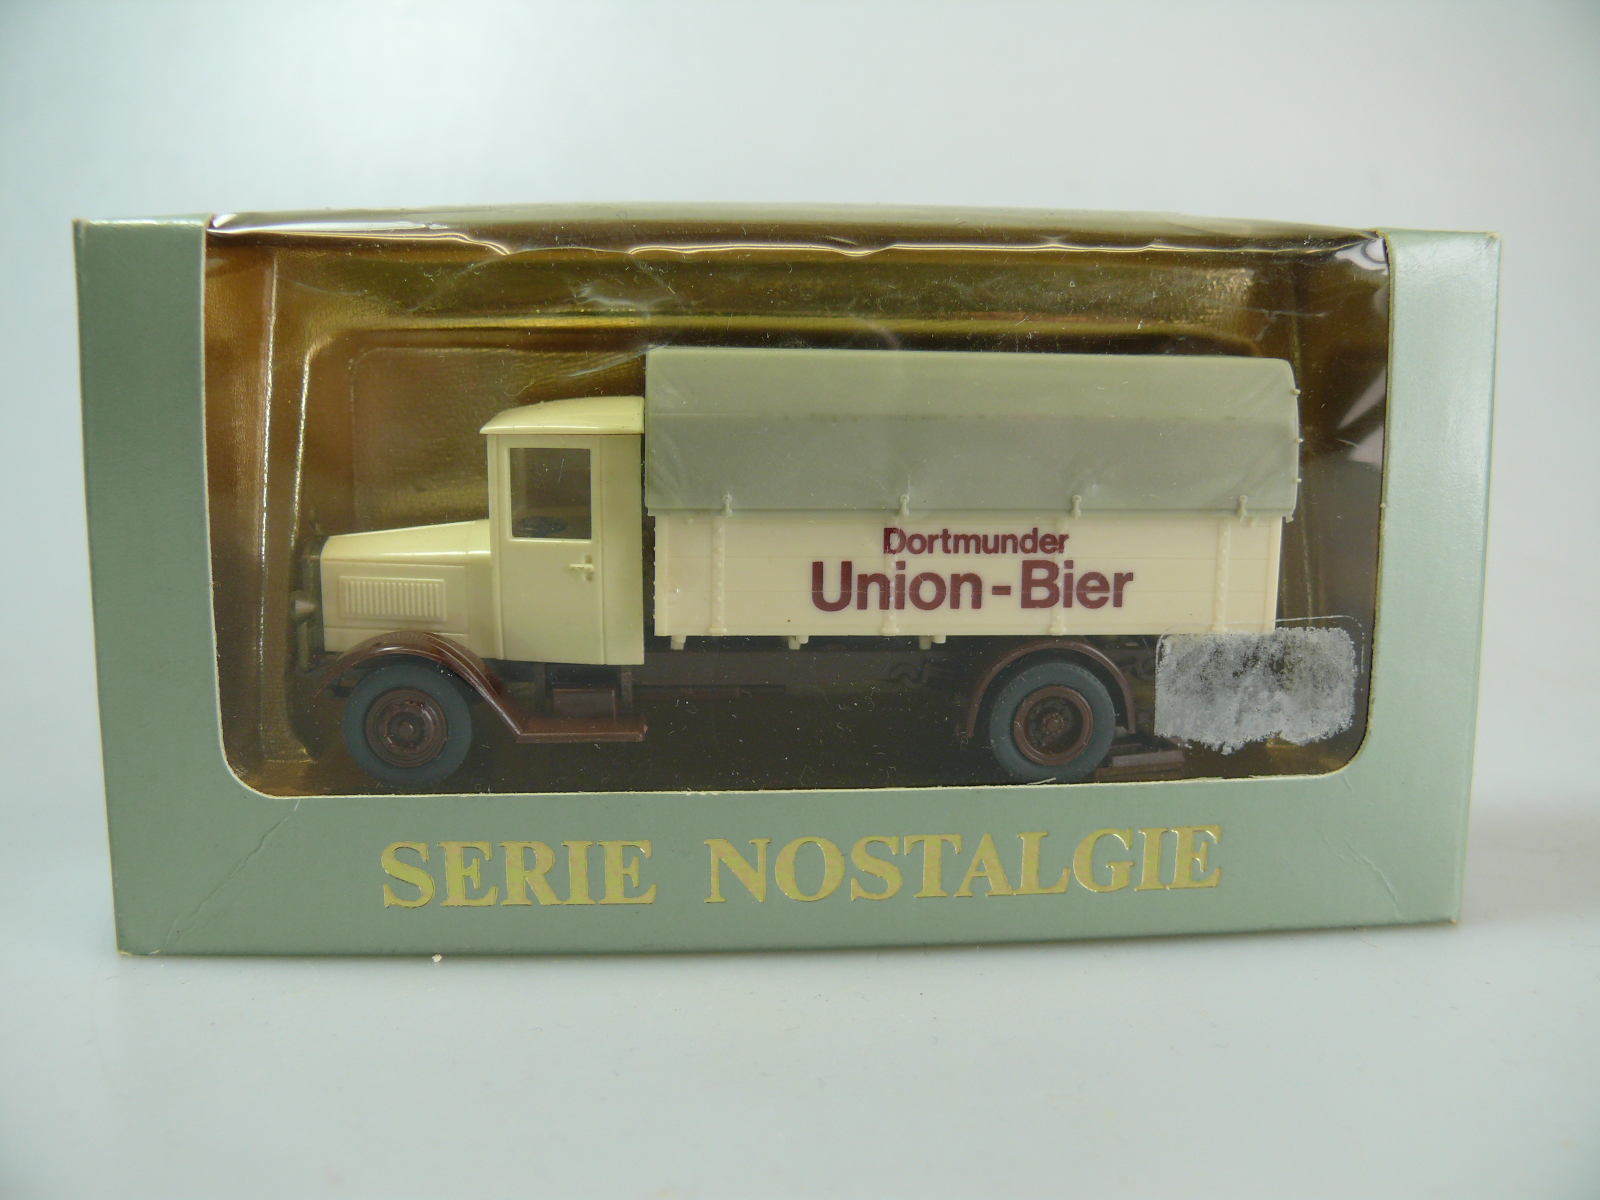 Dortmunder
Union-Bier
SERIE NOSTALGIE